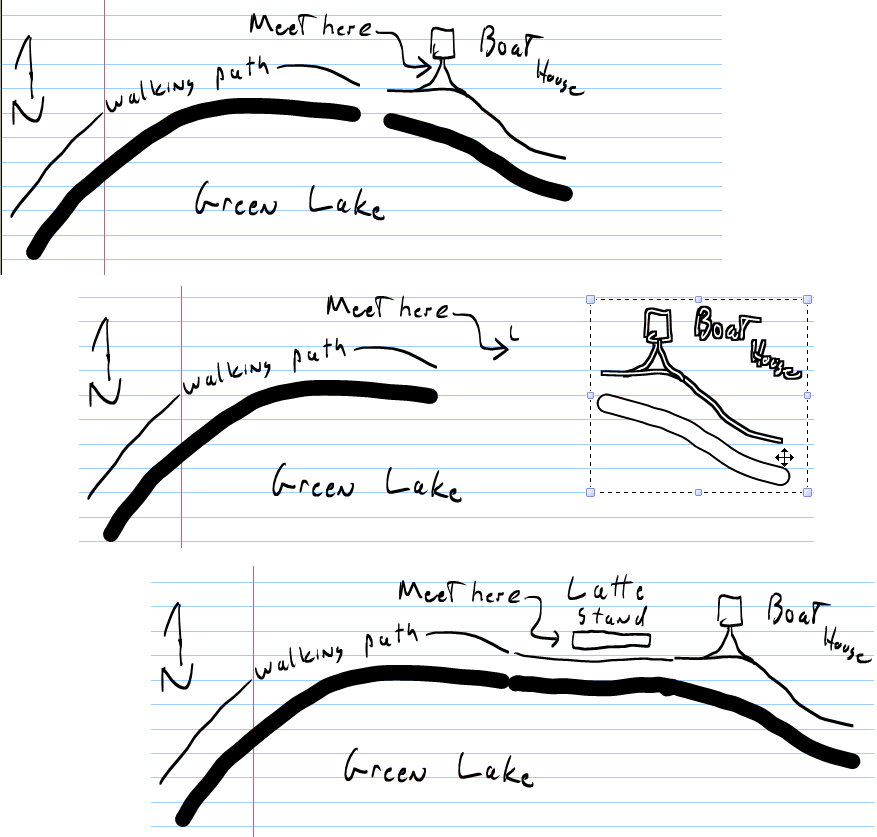 Meet here
Boat
House
walking path
N
Green Lake
Meet here
Boat
House
L
walking path
N
Green Lake
Meet here
Latte
stand
Boat
House
walking path
N
Green Lake